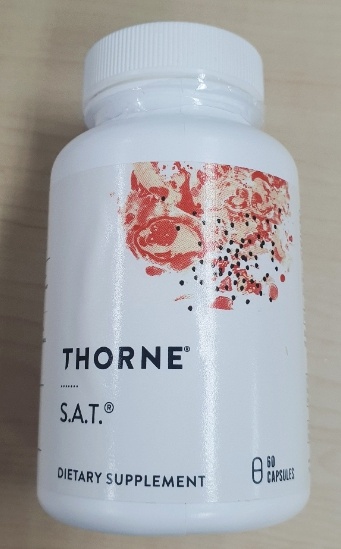 THORNE®
S.A.T.®
DIETARY SUPPLEMENT
60
CAPSULES